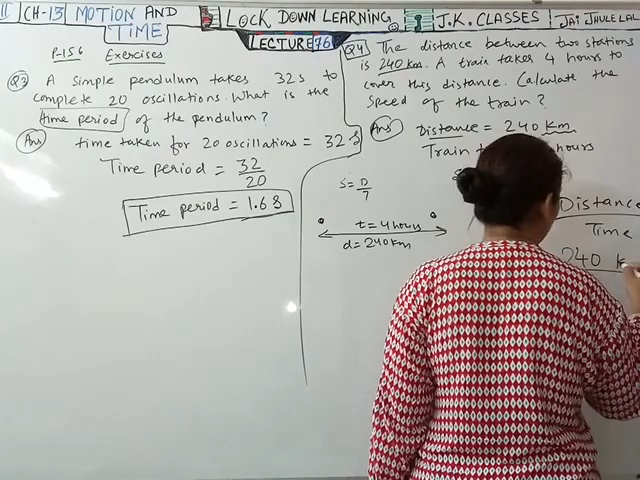 II CH-13 MOTION AND TIME
LOCK DOWN LEARNING
J.K. CLASSES
JAI JHULELAL
LECTURE 76
P-156 Exercises
Q3 A simple pendulum takes 32s to
complete 20 oscillations. What is the
time period of the pendulum?
Ans time taken for 20 oscillations = 32 s
Time period = 32
20
Time period = 1.6 s
Q4 The distance between two stations
is 240 km. A train takes 4 hours to
cover this distance. Calculate the
speed of the train?
Ans Distance = 240 km
Train hours
S = D
T
t = 4 hours
d = 240 km
Distance
Time
240 k